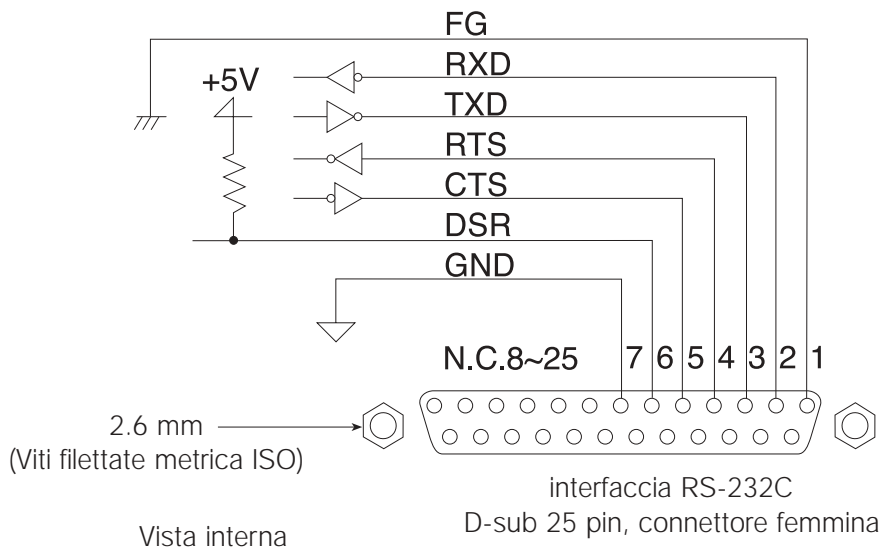 FG
RXD
+5V
TXD
RTS
CTS
DSR
GND
N.C.8~25 7 6 5 4 3 2 1
2.6 mm
(Viti filettate metrica ISO)
interfaccia RS-232C
D-sub 25 pin, connettore femmina
Vista interna